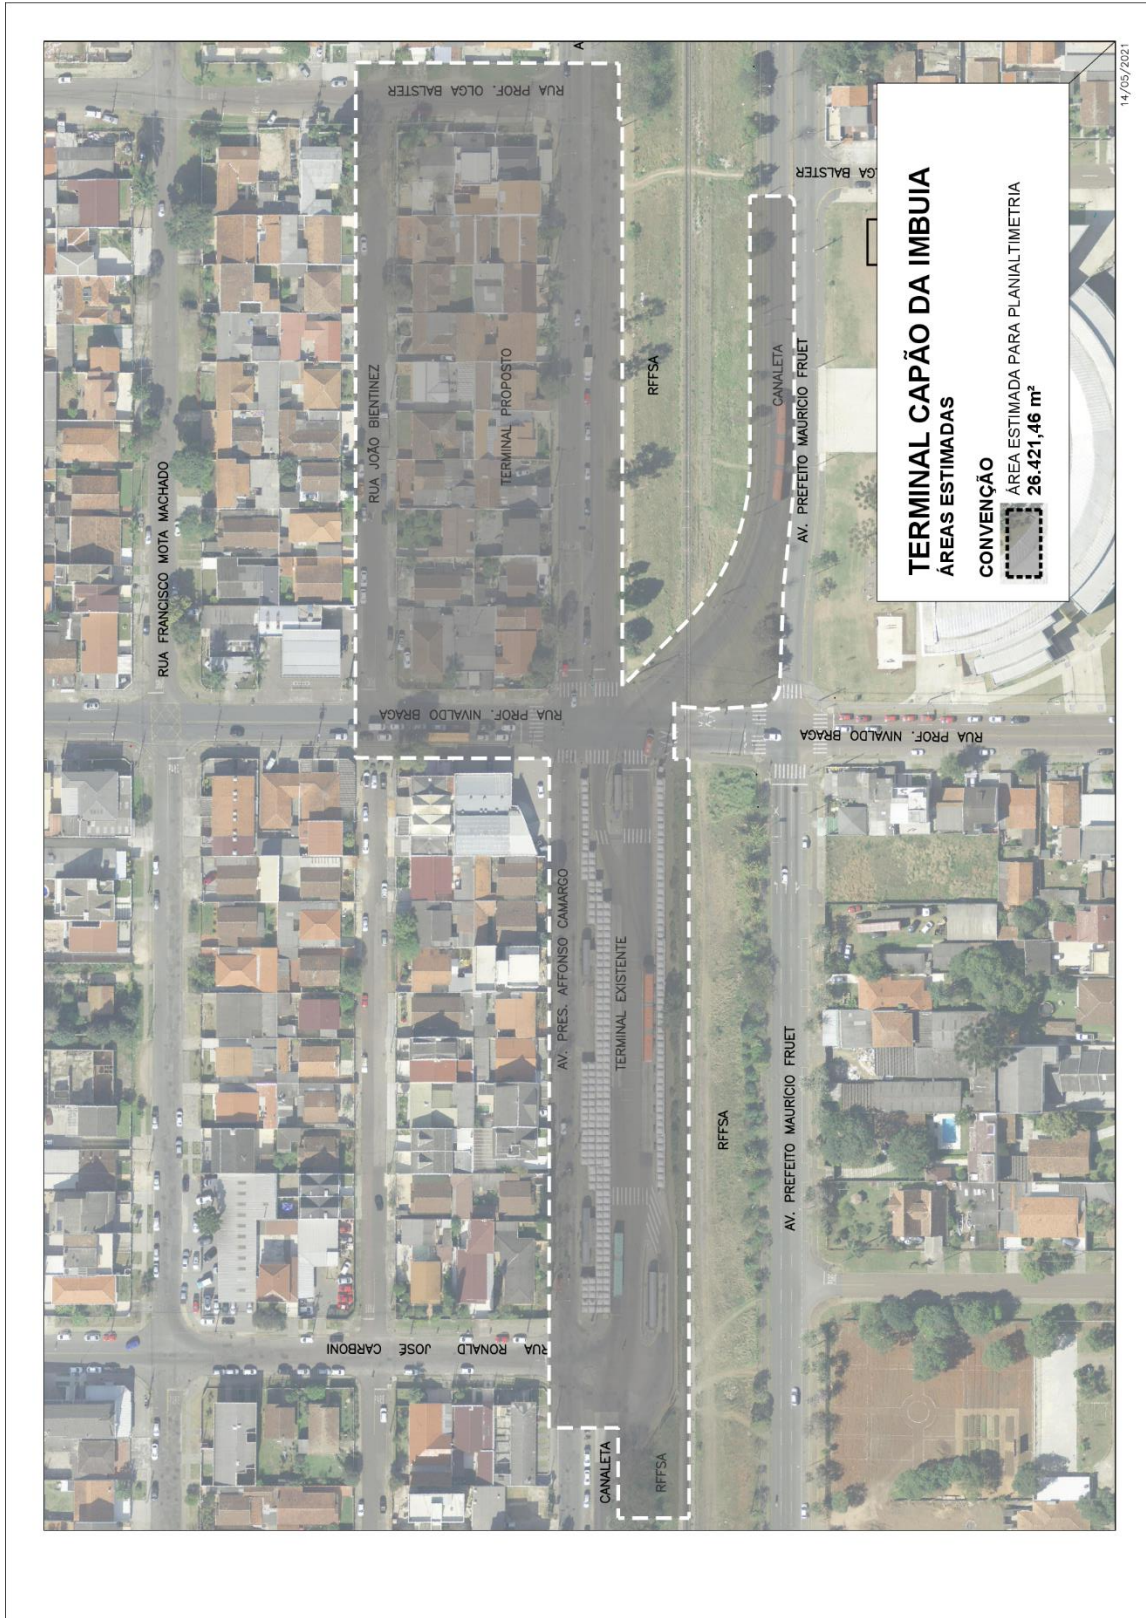 RUA FRANCISCO MOTA MACHADO
RUA JOÃO BIENTINEZ
RUA PROF. OLGA BALSTER
TERMINAL PROPOSTO
A
RFFSA
CANALETA
AV. PREFEITO MAURÍCIO FRUET
GA BALSTER
RUA PROF. NIVALDO BRAGA
RUA PROF. NIVALDO BRAGA
AV. PRES. AFFONSO CAMARGO
TERMINAL EXISTENTE
RFFSA
AV. PREFEITO MAURÍCIO FRUET
RUA RONALD JOSÉ CARBONI
CANALETA
RFFSA
TERMINAL CAPÃO DA IMBUIA
ÁREAS ESTIMADAS
CONVENÇÃO
ÁREA ESTIMADA PARA PLANIALTIMETRIA
26.421,46 m²
14/05/2021